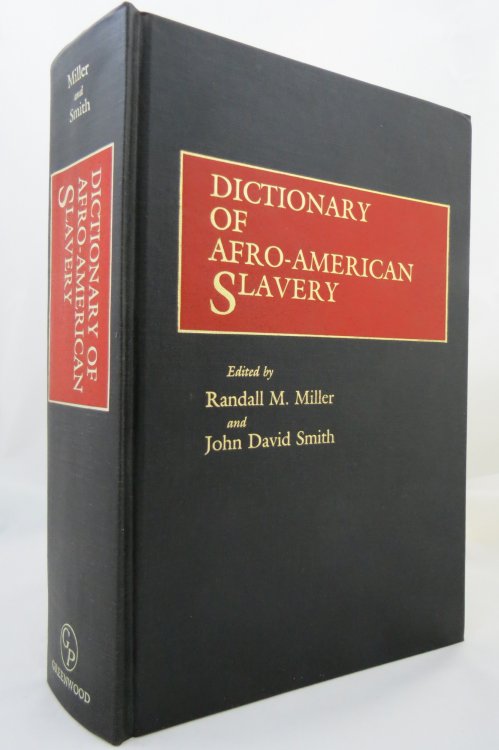 Miller
and
Smith
DICTIONARY OF
AFRO-AMERICAN
SLAVERY
GP
GREENWOOD
DICTIONARY
OF
AFRO-AMERICAN
SLAVERY
Edited by
Randall M. Miller
and
John David Smith